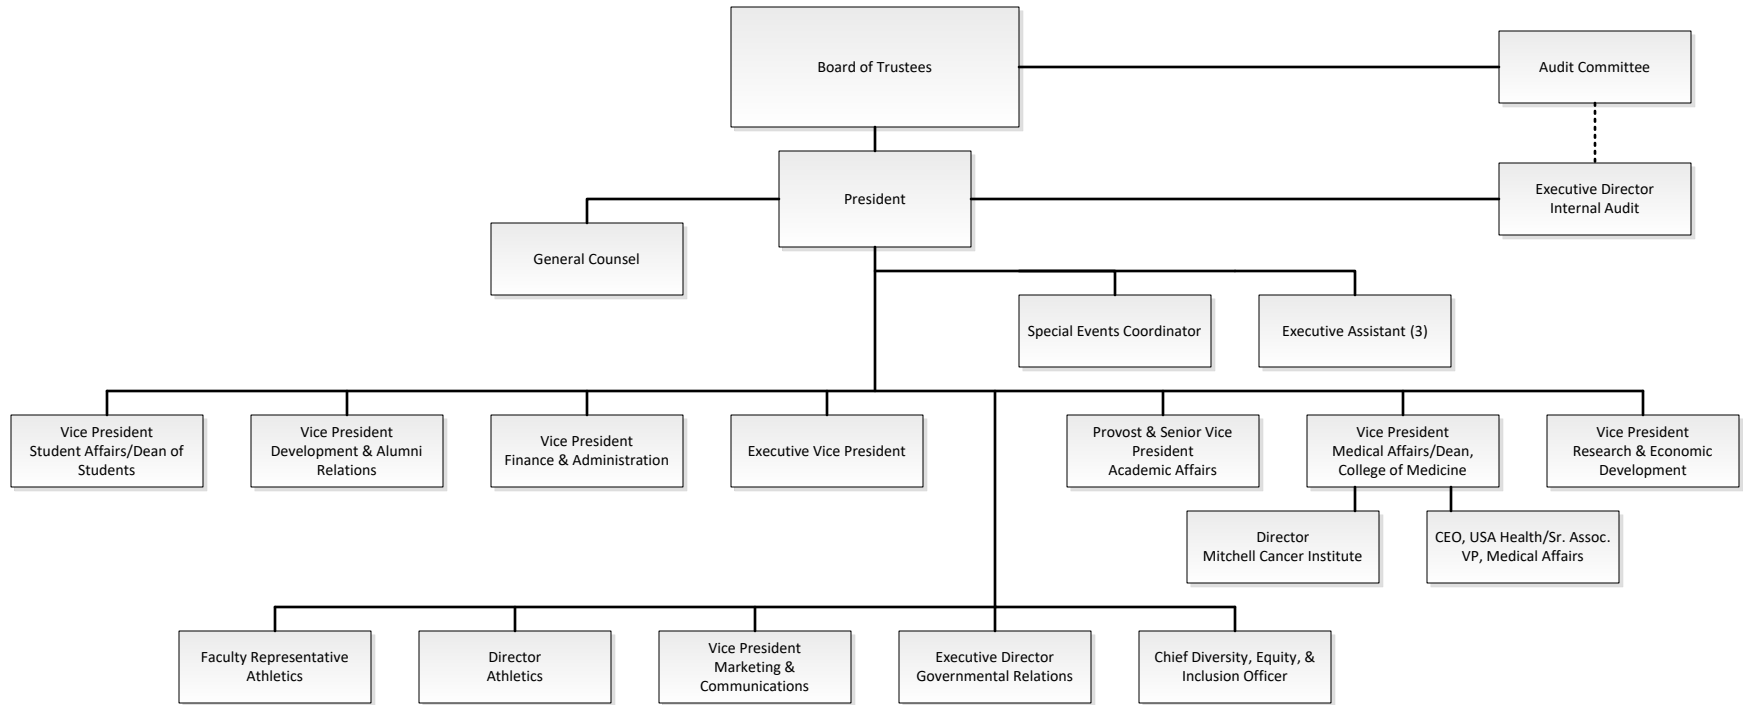 Board of Trustees
Audit Committee
President
Executive Director
Internal Audit
General Counsel
Special Events Coordinator
Executive Assistant (3)
Vice President
Student Affairs/Dean of
Students
Vice President
Development & Alumni
Relations
Vice President
Finance & Administration
Executive Vice President
Provost & Senior Vice
President
Academic Affairs
Vice President
Medical Affairs/Dean,
College of Medicine
Vice President
Research & Economic
Development
Director
Mitchell Cancer Institute
CEO, USA Health/Sr. Assoc.
VP, Medical Affairs
Faculty Representative
Athletics
Director
Athletics
Vice President
Marketing &
Communications
Executive Director
Governmental Relations
Chief Diversity, Equity, &
Inclusion Officer